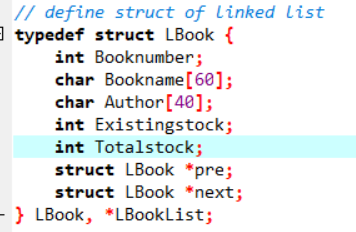 // define struct of linked list
typedef struct LBook {
    int Booknumber;
    char Bookname[60];
    char Author[40];
    int Existingstock;
    int Totalstock;
    struct LBook *pre;
    struct LBook *next;
} LBook, *LBookList;